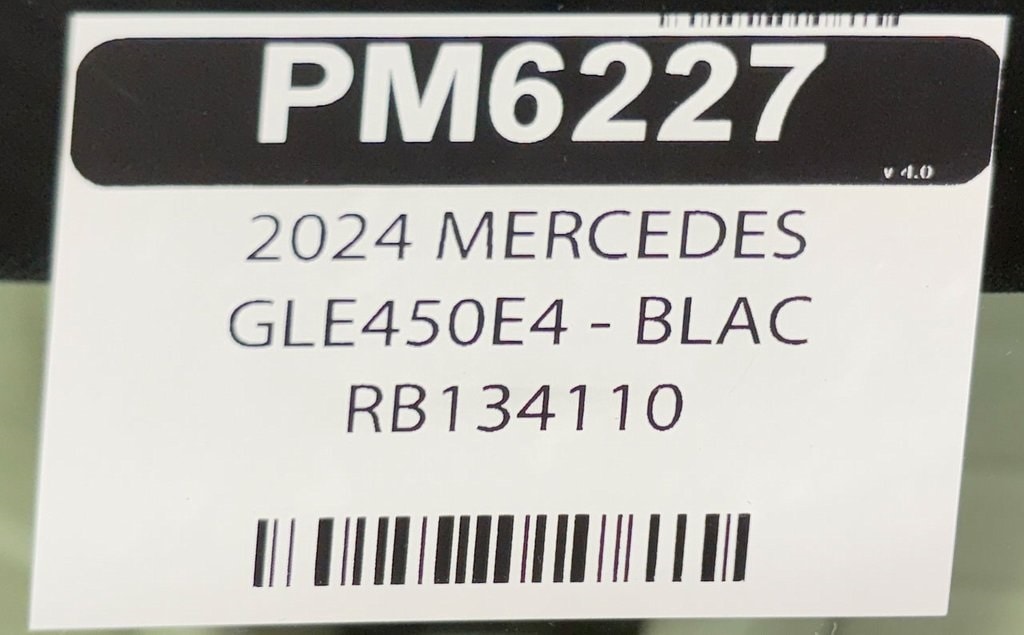 PM6227
v 4.0
2024 MERCEDES
GLE450E4 - BLAC
RB134110